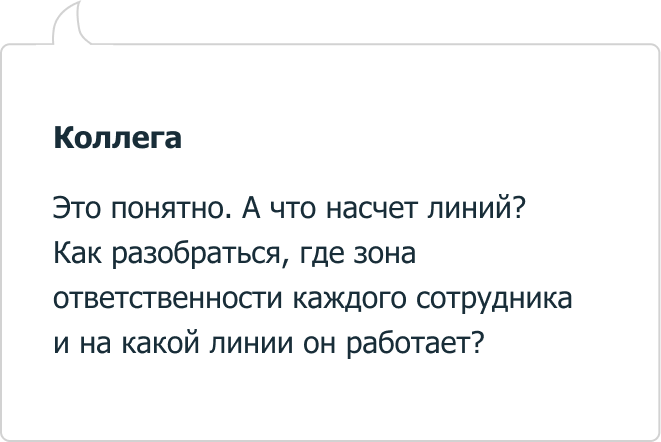 Коллега
Это понятно. А что насчет линий?
Как разобраться, где зона
ответственности каждого сотрудника
и на какой линии он работает?